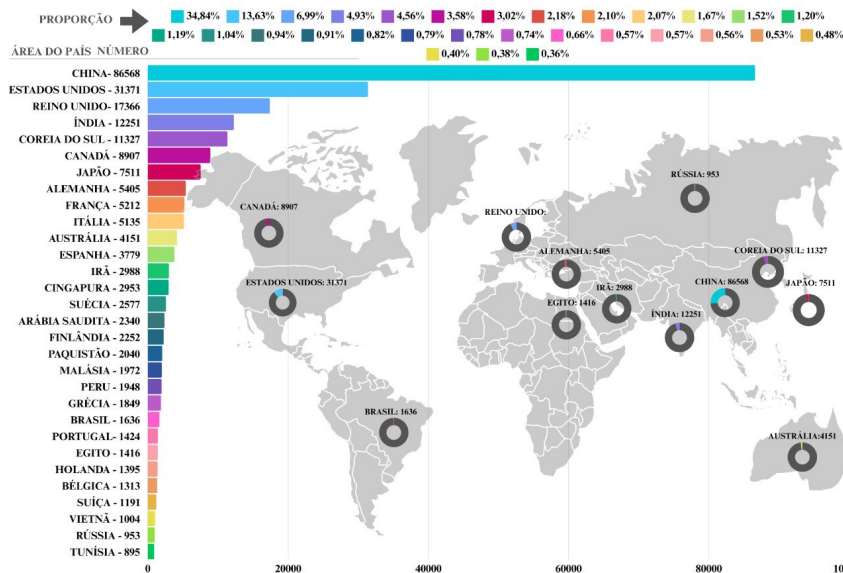 PROPORÇÃO 34,84% 13,63% 6,99% 4,93% 4,56% 3,58% 3,02% 2,18% 2,10% 2,07% 1,67% 1,52% 1,20%
1,19% 1,04% 0,94% 0,91% 0,82% 0,79% 0,78% 0,74% 0,66% 0,57% 0,57% 0,56% 0,53% 0,48%
0,40% 0,38% 0,36%
ÁREA DO PAÍS NÚMERO
CHINA- 86568
ESTADOS UNIDOS - 31371
REINO UNIDO- 17366
ÍNDIA - 12251
COREIA DO SUL - 11327
CANADÁ - 8907
JAPÃO - 7511
ALEMANHA - 5405
FRANÇA - 5212
ITÁLIA - 5135
AUSTRÁLIA - 4151
ESPANHA - 3779
IRÃ - 2988
CINGAPURA - 2953
SUÉCIA - 2577
ARÁBIA SAUDITA - 2340
FINLÂNDIA - 2252
PAQUISTÃO - 2040
MALÁSIA - 1972
PERU - 1948
GRÉCIA - 1849
BRASIL - 1636
PORTUGAL - 1424
EGITO - 1416
HOLANDA - 1395
BÉLGICA - 1313
SUÍÇA - 1191
VIETNÃ - 1004
RÚSSIA - 953
TUNÍSIA - 895
RÚSSIA: 953
CANADÁ: 8907
REINO UNIDO:
ALEMANHA: 5405
COREIA DO SUL: 11327
ESTADOS UNIDOS: 31371
IRÃ: 2988
CHINA: 86568
JAPÃO: 7511
EGITO: 1416
ÍNDIA: 12251
BRASIL: 1636
AUSTRÁLIA:4151
0 20000 40000 60000 80000